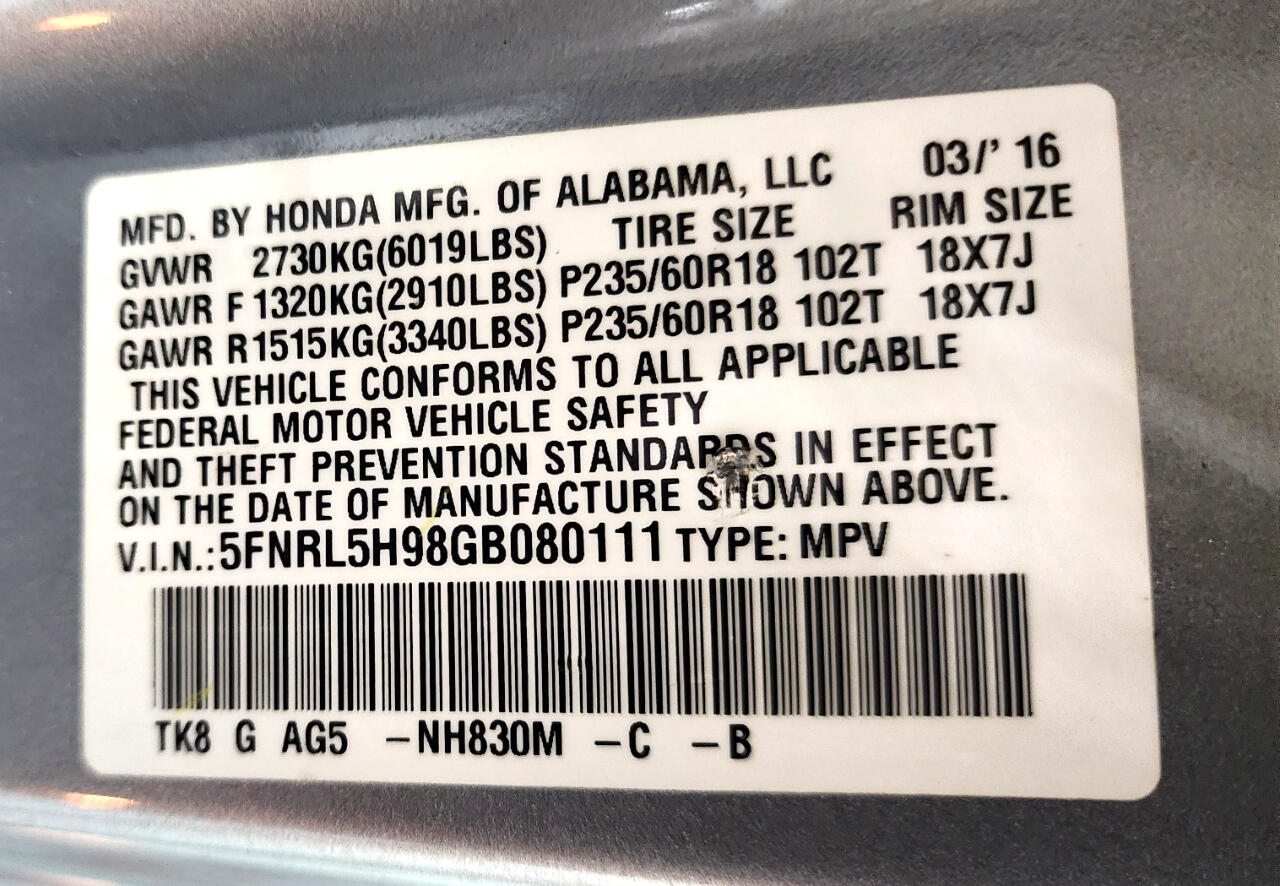 MFD. BY HONDA MFG. OF ALABAMA, LLC 03/' 16
GVWR 2730KG(6019LBS) TIRE SIZE RIM SIZE
GAWR F 1320KG(2910LBS) P235/60R18 102T 18X7J
GAWR R1515KG(3340LBS) P235/60R18 102T 18X7J
THIS VEHICLE CONFORMS TO ALL APPLICABLE
FEDERAL MOTOR VEHICLE SAFETY
AND THEFT PREVENTION STANDARDS IN EFFECT
ON THE DATE OF MANUFACTURE SHOWN ABOVE.
V.I.N.:5FNRL5H98GB080111 TYPE: MPV
TK8 G AG5 -NH830M -C -B